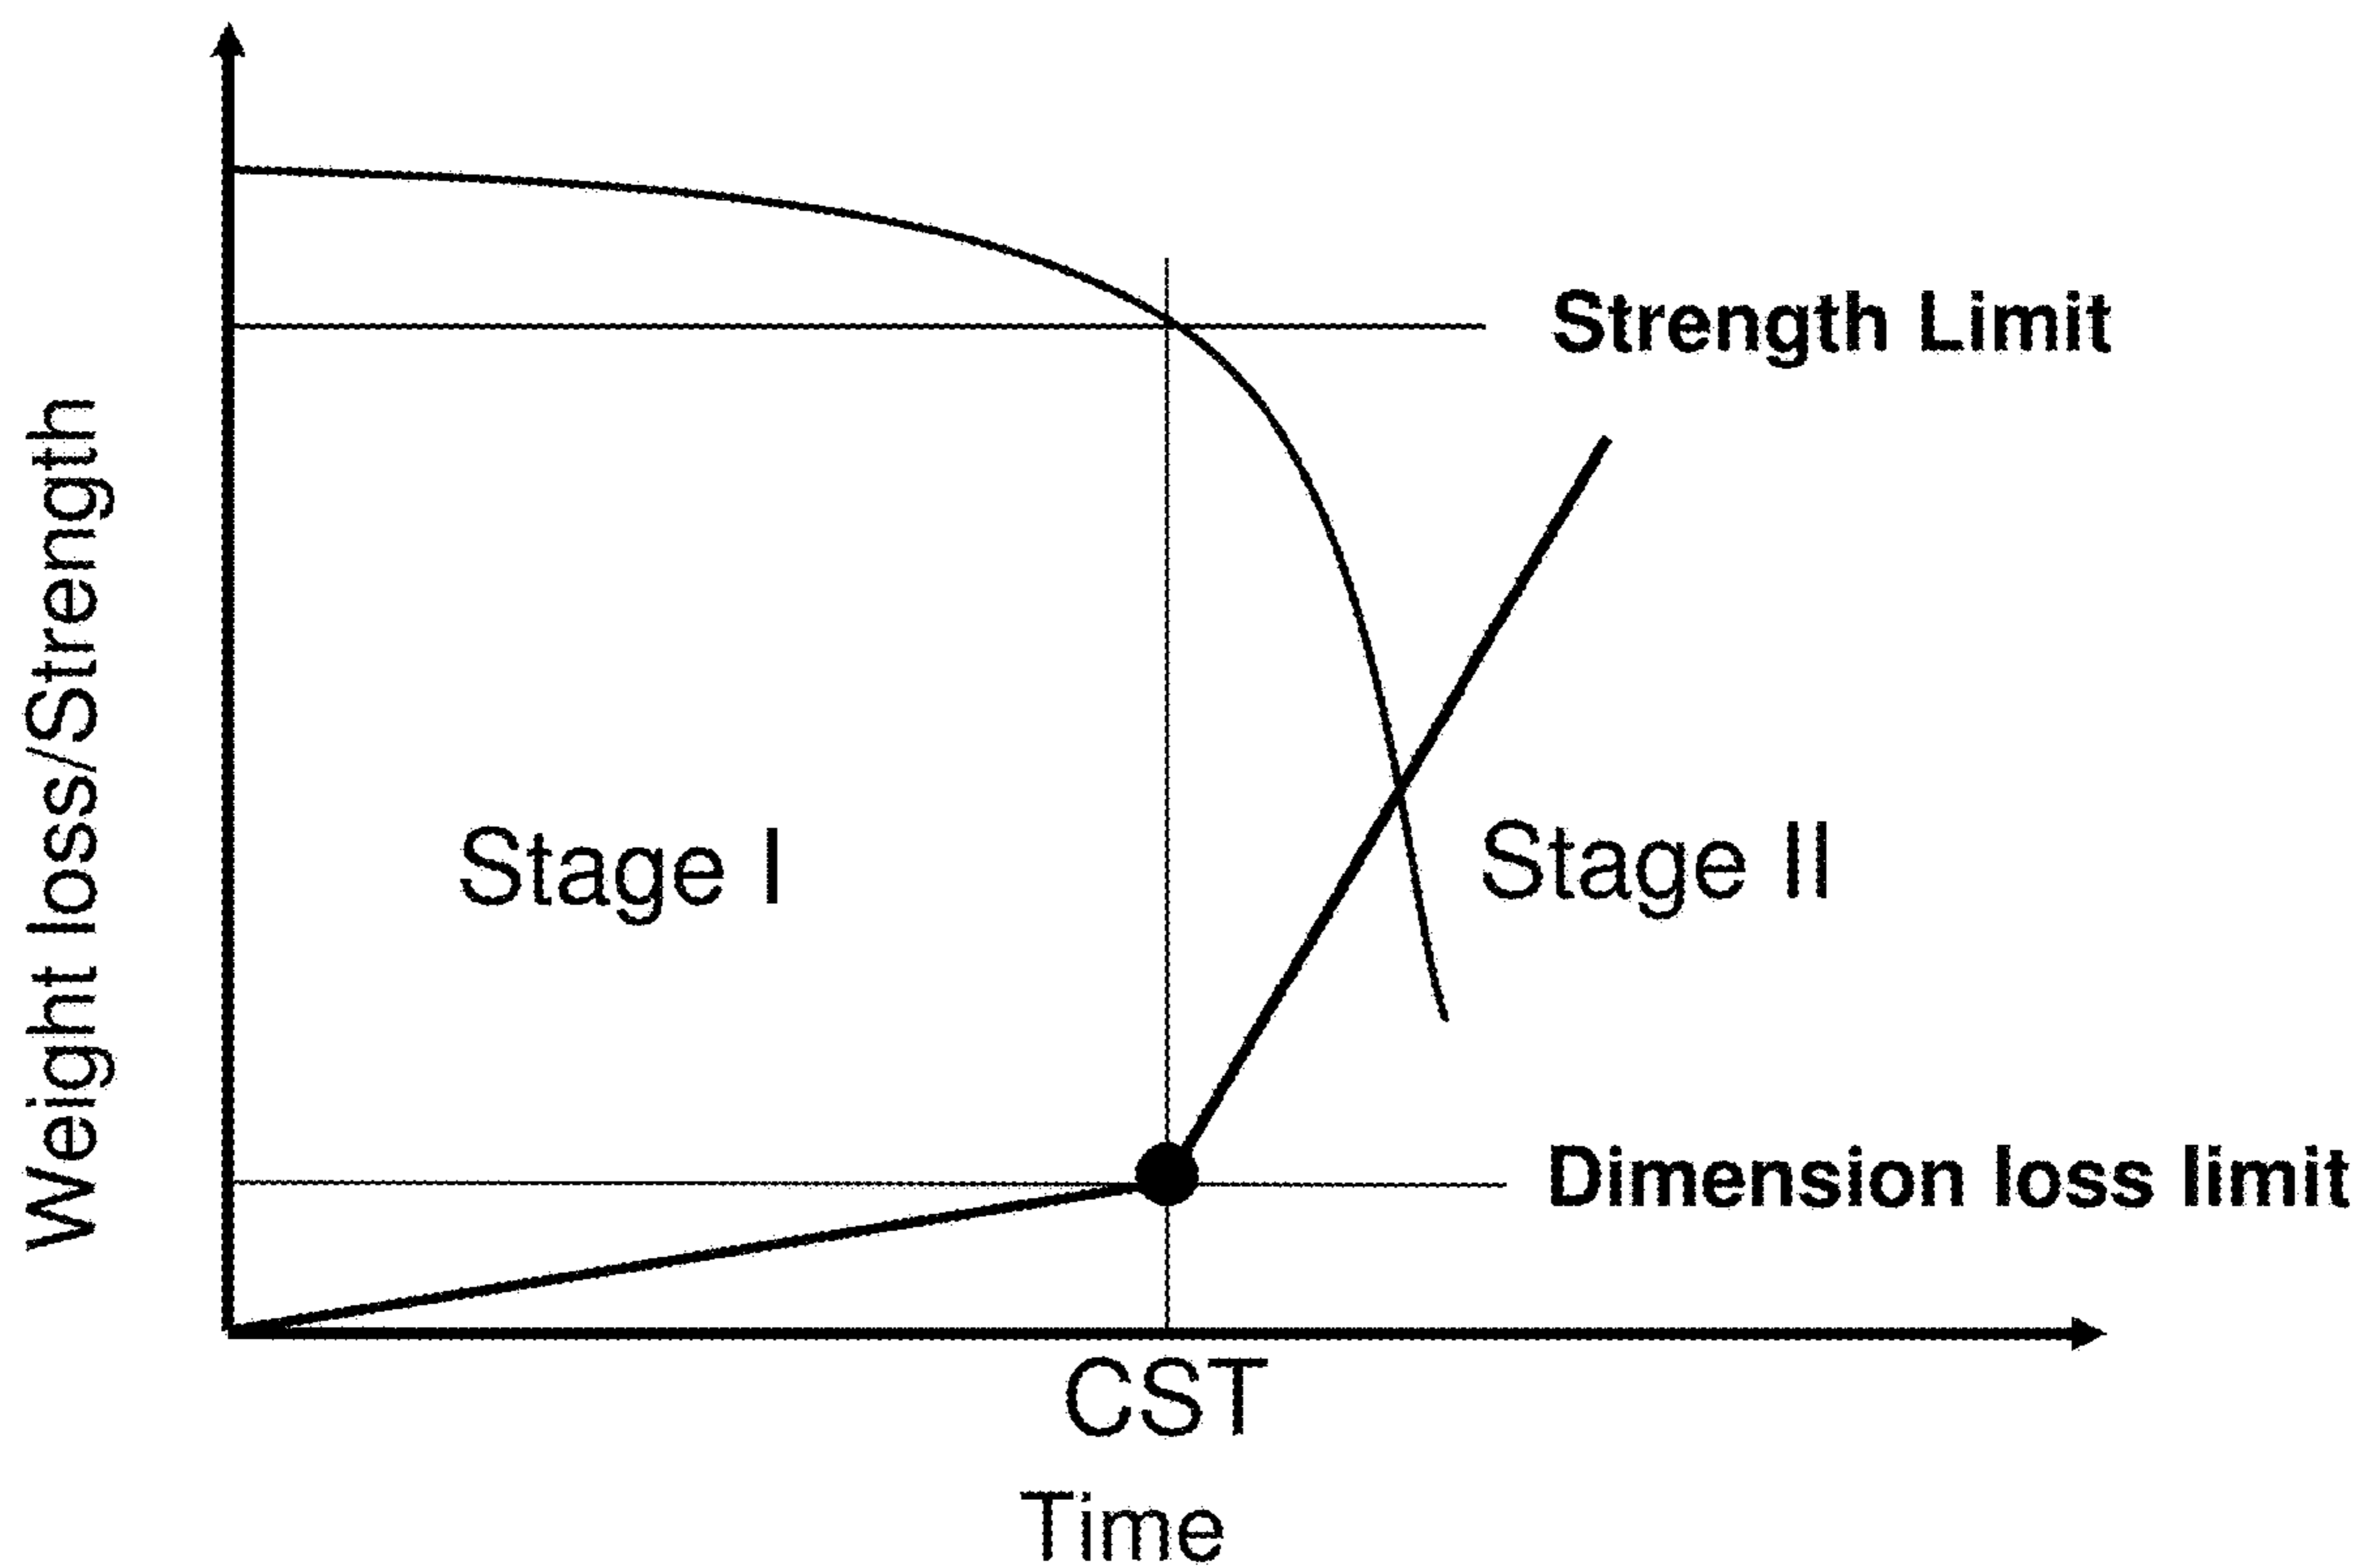 Weight loss/Strength
Strength Limit
Stage I
Stage II
Dimension loss limit
CST
Time